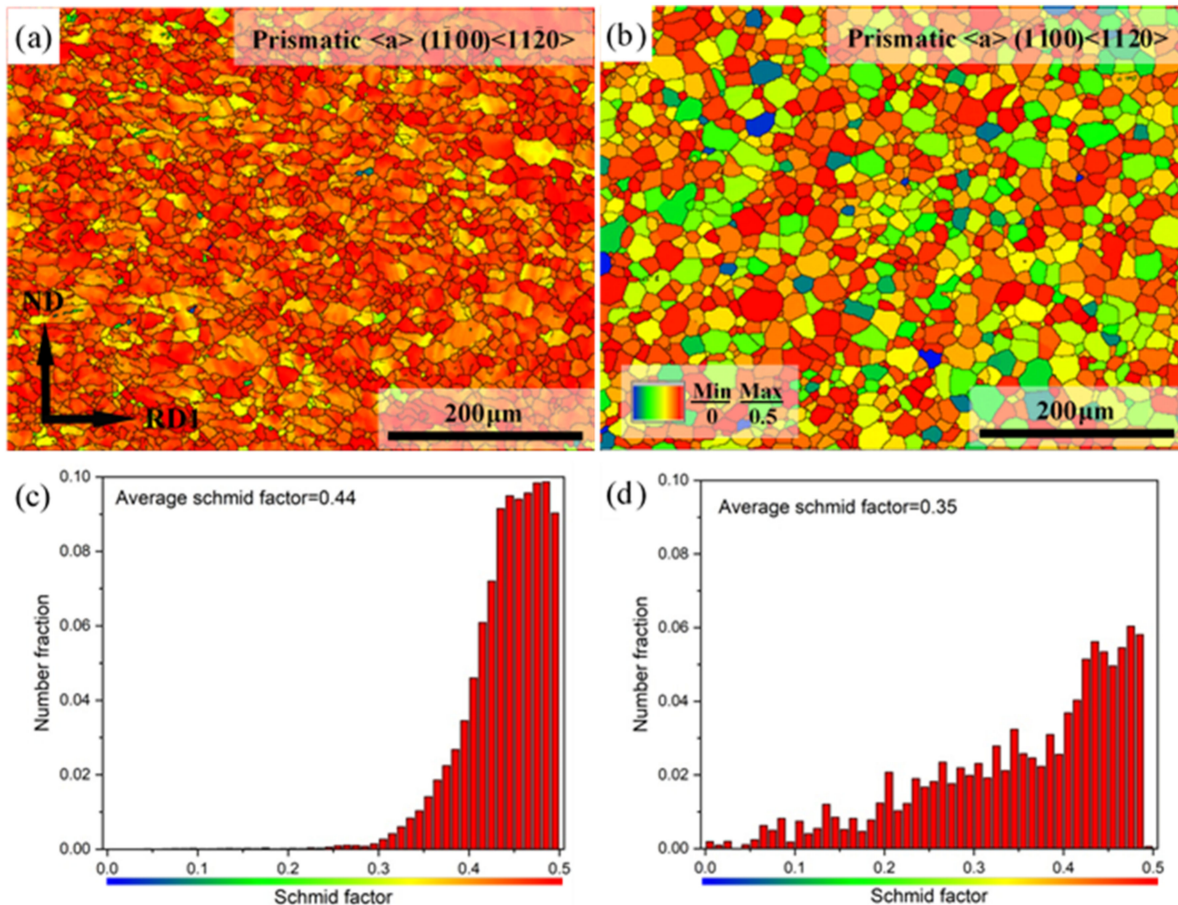 (a)
Prismatic <a> (1100)<11-20>
ND
RD1
200μm
(b)
Prismatic <a> (1100)<1120>
Min Max
0 0.5
200μm
(c)
Average schmid factor=0.44
Number fraction
0.10
0.08
0.06
0.04
0.02
0.00
0.0 0.1 0.2 0.3 0.4 0.5
Schmid factor
(d)
Average schmid factor=0.35
Number fraction
0.10
0.08
0.06
0.04
0.02
0.00
0.0 0.1 0.2 0.3 0.4 0.5
Schmid factor